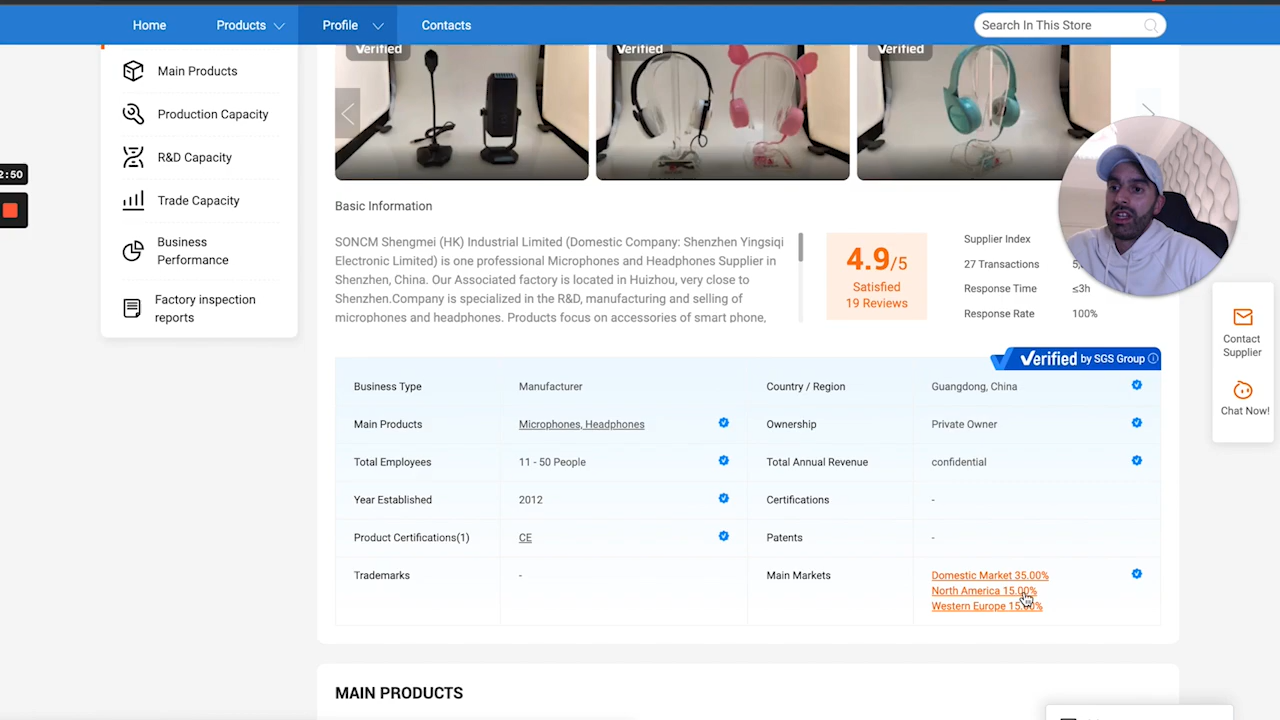 Home Products Profile Contacts Search In This Store
Verified Verified Verified
Main Products
Production Capacity
R&D Capacity
Trade Capacity
Business
Performance
Factory inspection
reports
2:50
Basic Information
SONCM Shengmei (HK) Industrial Limited (Domestic Company: Shenzhen Yingsiqi
Electronic Limited) is one professional Microphones and Headphones Supplier in
Shenzhen, China. Our Associated factory is located in Huizhou, very close to
Shenzhen.Company is specialized in the R&D, manufacturing and selling of
microphones and headphones. Products focus on accessories of smart phone,
4.9/5
Satisfied
19 Reviews
Supplier Index
27 Transactions 5,
Response Time ≤3h
Response Rate 100%
Contact
Supplier
Chat Now!
Verified by SGS Group
Business Type Manufacturer Country / Region Guangdong, China
Main Products Microphones, Headphones Ownership Private Owner
Total Employees 11 - 50 People Total Annual Revenue confidential
Year Established 2012 Certifications -
Product Certifications(1) CE Patents -
Trademarks - Main Markets Domestic Market 35.00%
North America 15.00%
Western Europe 15.00%
MAIN PRODUCTS